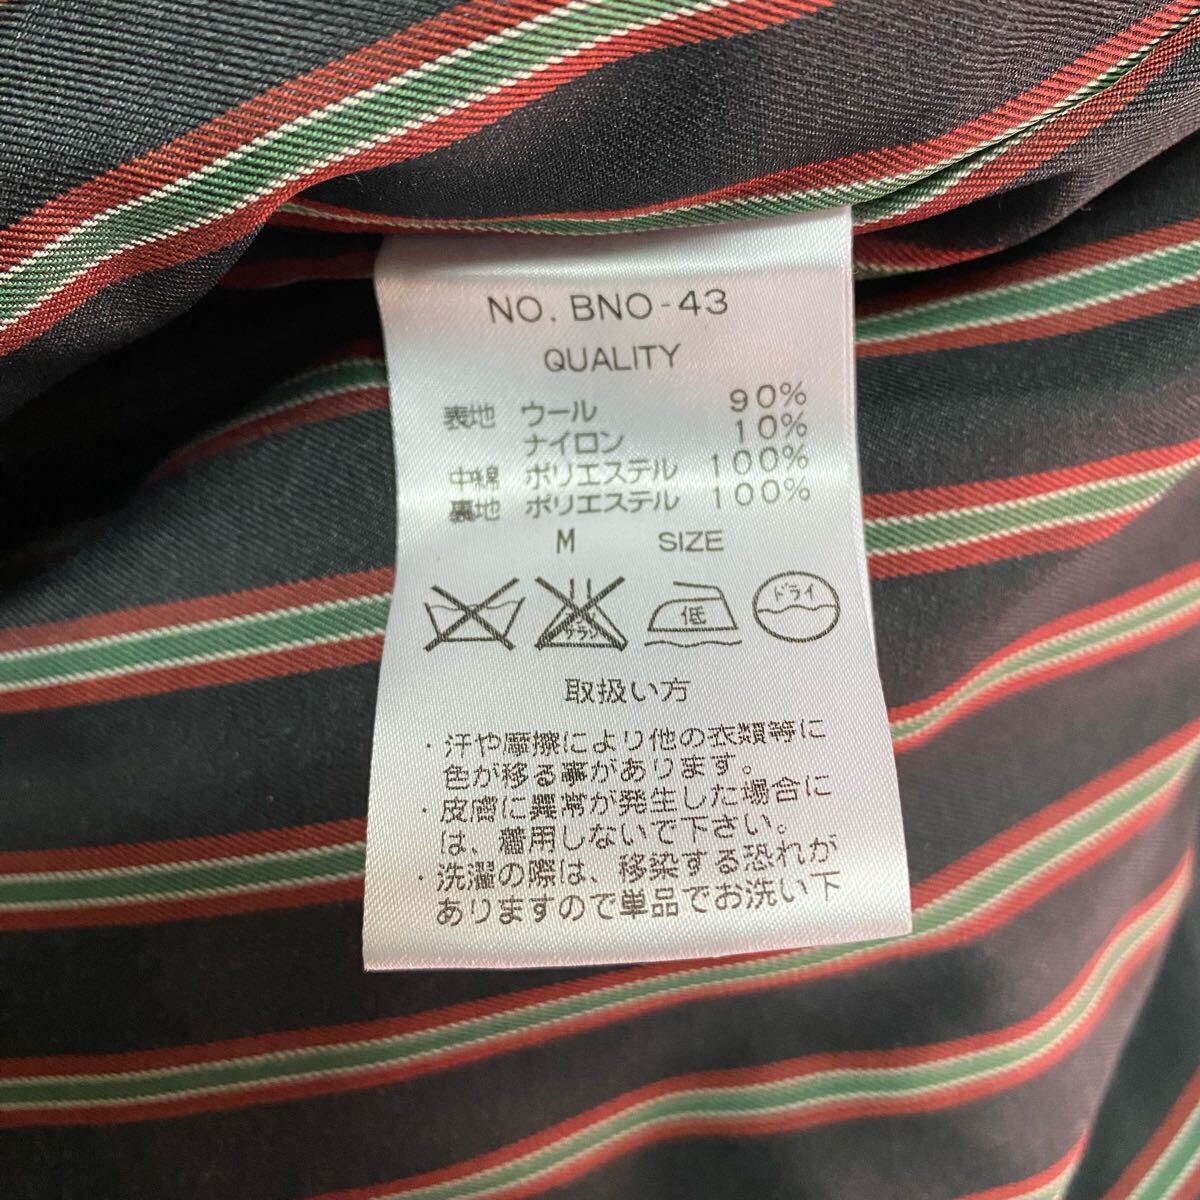 NO. BNO-43
QUALITY
表地 ウール 90%
ナイロン 10%
中綿 ポリエステル 100%
裏地 ポリエステル 100%
M SIZE
低 ドライ
取扱い方
・汗や摩擦により他の衣類等に
色が移る事があります。
・皮膚に異常が発生した場合に
は、着用しないで下さい。
・洗濯の際は、移染する恐れが
ありますので単品でお洗い下